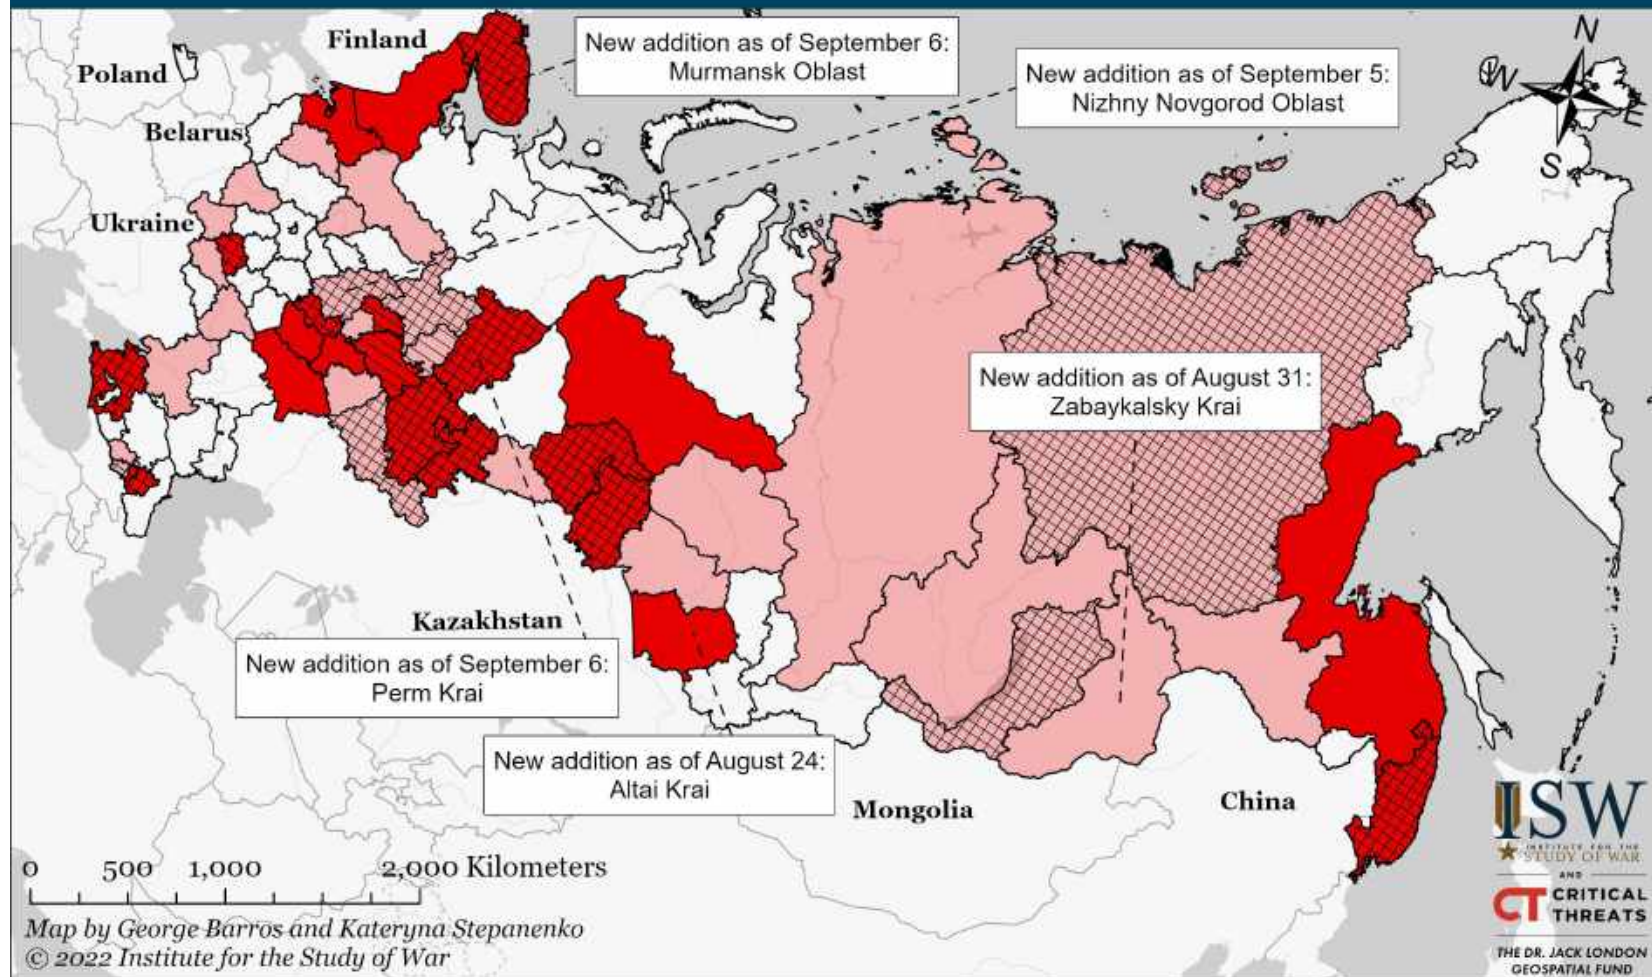 Finland
Poland
Belarus
Ukraine
New addition as of September 6:
Murmansk Oblast
New addition as of September 5:
Nizhny Novgorod Oblast
N
W
E
S
New addition as of August 31:
Zabaykalsky Krai
Kazakhstan
New addition as of September 6:
Perm Krai
New addition as of August 24:
Altai Krai
Mongolia
China
0 500 1,000 2,000 Kilometers
Map by George Barros and Kateryna Stepanenko
© 2022 Institute for the Study of War
ISW
INSTITUTE FOR THE
STUDY OF WAR
AND
CT CRITICAL
THREATS
THE DR. JACK LONDON
GEOSPATIAL FUND